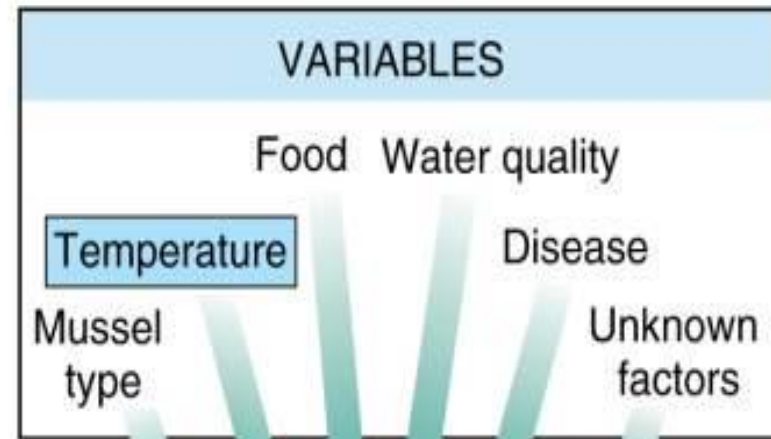 VARIABLES
Food Water quality
Temperature Disease
Mussel
type
Unknown
factors